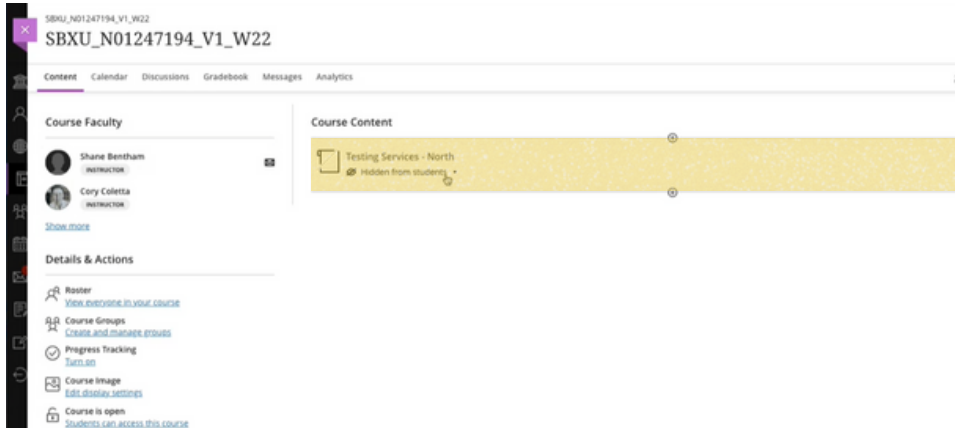 SBXU_N01247194_V1_W22
SBXU_N01247194_V1_W22
Content Calendar Discussions Gradebook Messages Analytics
Course Faculty
Shane Bentham
INSTRUCTOR
Cory Coletta
INSTRUCTOR
Show more
Details & Actions
Roster
View everyone in your course
Course Groups
Create and manage groups
Progress Tracking
Turn on
Course Image
Edit display settings
Course is open
Students can access this course
Course Content
Testing Services - North
Hidden from students